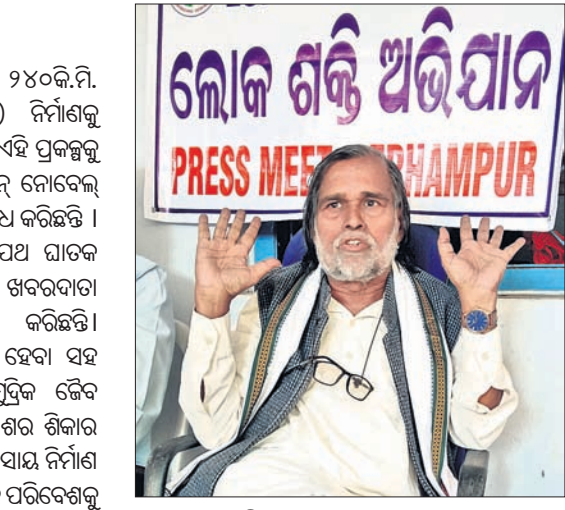 ୨୪୦କି.ମି.
) ନିର୍ମାଣକୁ
ଏହି ପ୍ରକଳ୍ପକୁ
ନ୍ ନୋବେଲ୍
ଧ କରିଛନ୍ତି ।
ପଥ ଘାତକ
ଖବରଦାତା
କରିଛନ୍ତି।
ହେବା ସହ
ମୁଦ୍ରିକ ଜୈବ
ଶର ଶିକାର
ସାୟ ନିର୍ମାଣ
ପରିବେଶକୁ
ଲୋକ ଶକ୍ତି ଅଭିଯାନ
PRESS MEET